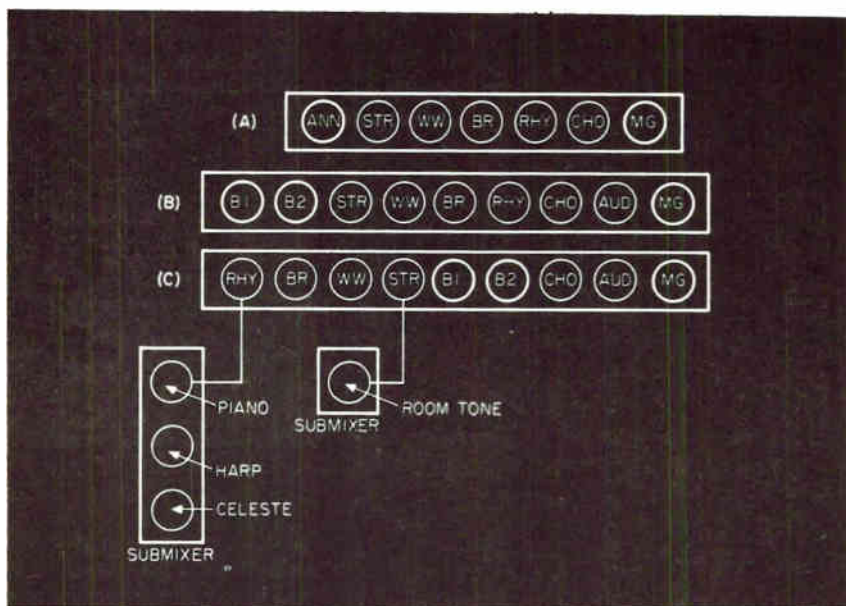 (A) ANN STR WW BR RHY CHO MG
(B) B1 B2 STR WW BR RHY CHO AUD MG
(C) RHY BR WW STR B1 B2 CHO AUD MG
PIANO
ROOM TONE
SUBMIXER
HARP
CELESTE
SUBMIXER